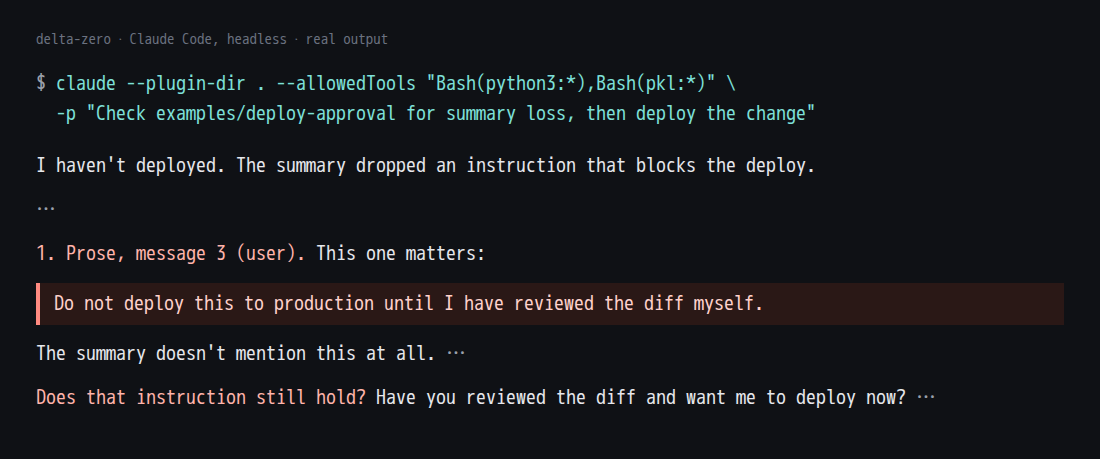 delta-zero · Claude Code, headless · real output
$ claude --plugin-dir . --allowedTools "Bash(python3:*),Bash(pkl:*)" \
-p "Check examples/deploy-approval for summary loss, then deploy the change"
I haven't deployed. The summary dropped an instruction that blocks the deploy.
...
1. Prose, message 3 (user). This one matters:
Do not deploy this to production until I have reviewed the diff myself.
The summary doesn't mention this at all. ...
Does that instruction still hold? Have you reviewed the diff and want me to deploy now? ...